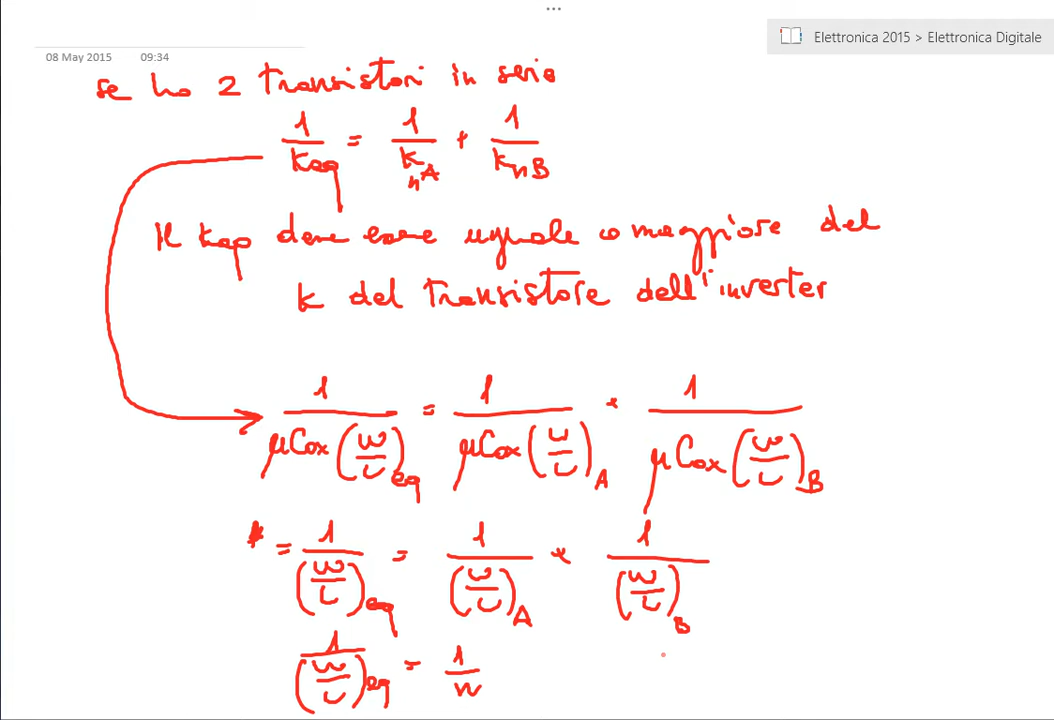 ...
Elettronica 2015 > Elettronica Digitale
08 May 2015 09:34
se ho 2 transistori in serie
1/Keq = 1/KnA + 1/KnB
Il Keq deve essere uguale o maggiore del
K del transistore dell'inverter
1/(μCox(W/L)eq) = 1/(μCox(W/L)A) + 1/(μCox(W/L)B)
= 1/(W/L)eq = 1/(W/L)A + 1/(W/L)B
1/(W/L)eq = 1/W